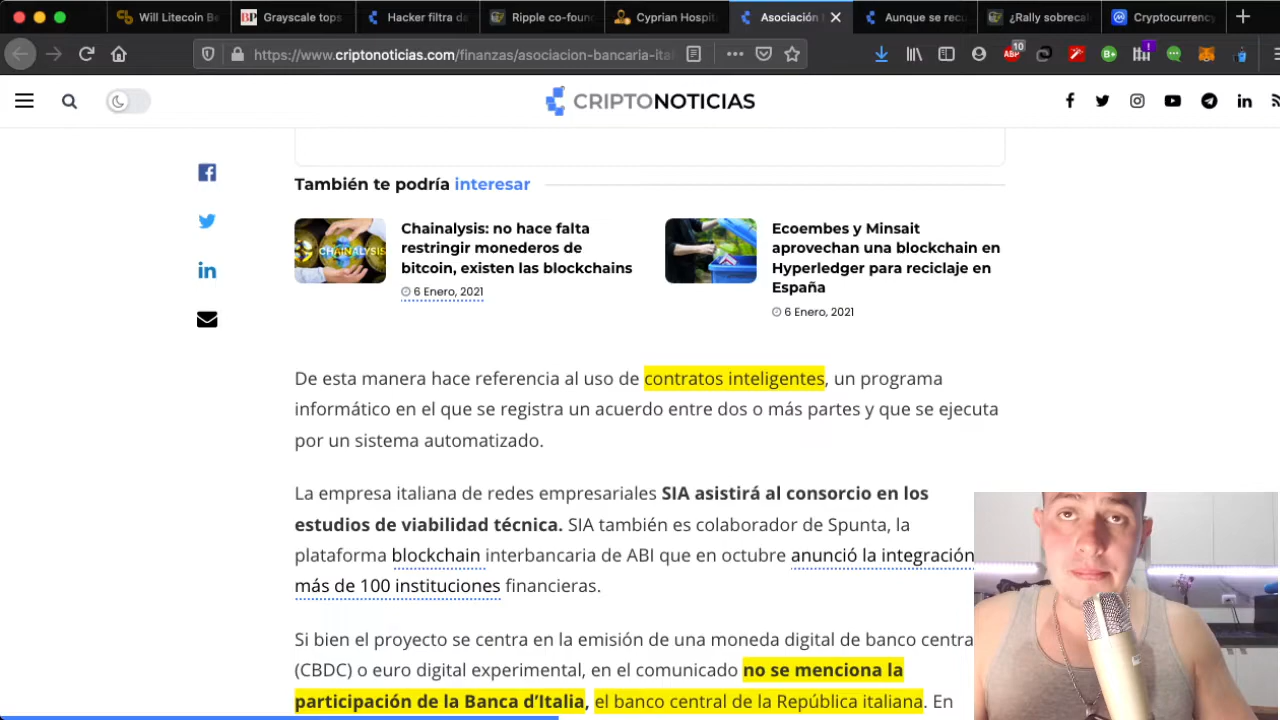 Will Litecoin Be
Grayscale tops
Hacker filtra da
Ripple co-foun
Cyprian Hospit
Asociación
Aunque se recu
¿Rally sobrecal
Cryptocurrency
https://www.criptonoticias.com/finanzas/asociacion-bancaria-ita
ABP
10
CRIPTONOTICIAS
También te podría interesar
Chainalysis: no hace falta
restringir monederos de
bitcoin, existen las blockchains
6 Enero, 2021
CHAINALYSIS
Ecoembes y Minsait
aprovechan una blockchain en
Hyperledger para reciclaje en
España
6 Enero, 2021
De esta manera hace referencia al uso de contratos inteligentes, un programa
informático en el que se registra un acuerdo entre dos o más partes y que se ejecuta
por un sistema automatizado.
La empresa italiana de redes empresariales SIA asistirá al consorcio en los
estudios de viabilidad técnica. SIA también es colaborador de Spunta, la
plataforma blockchain interbancaria de ABI que en octubre anunció la integración
más de 100 instituciones financieras.
Si bien el proyecto se centra en la emisión de una moneda digital de banco centra
(CBDC) o euro digital experimental, en el comunicado no se menciona la
participación de la Banca d’Italia, el banco central de la República italiana. En